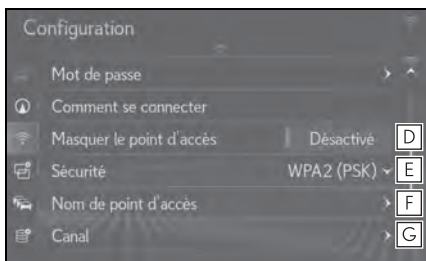 Configuration
Mot de passe
Comment se connecter
Masquer le point d'accès Désactivé D
Sécurité WPA2 (PSK) E
Nom de point d'accès F
Canal G